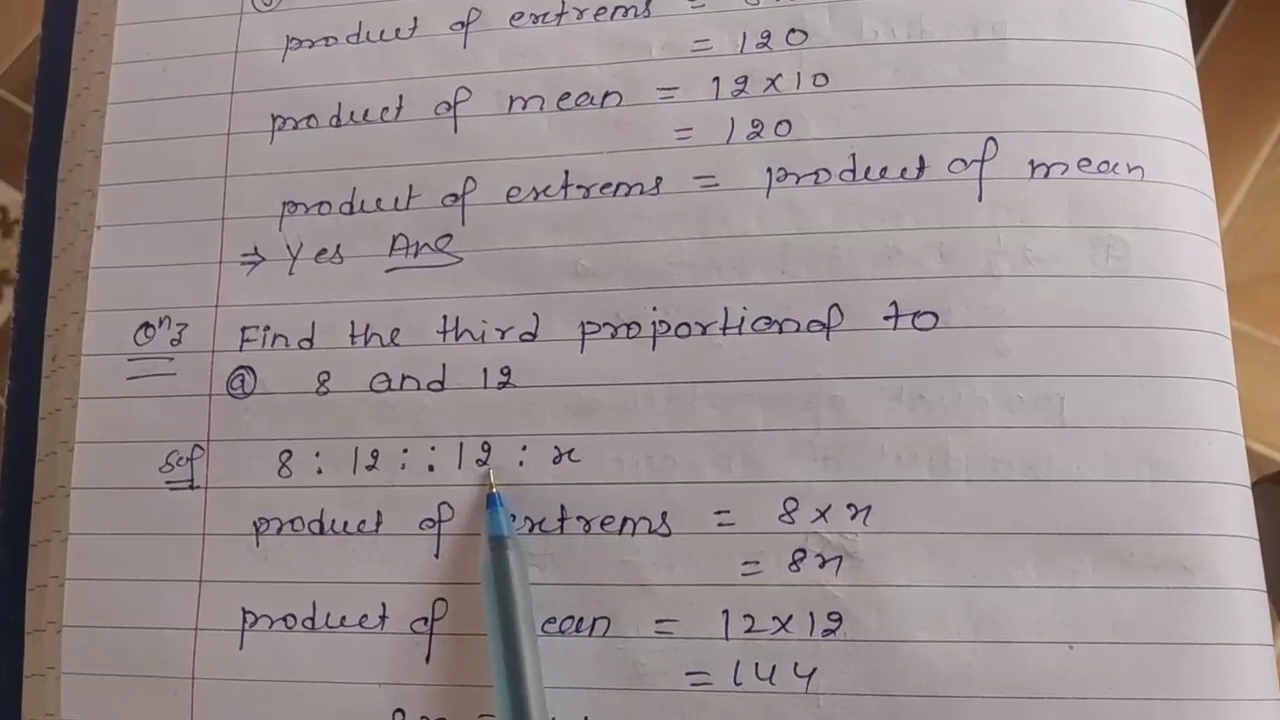 product of extrems =
= 120
product of mean = 12 x 10
= 120
product of extrems = product of mean
⇒ Yes Ans
Qn3 Find the third proportional to
ⓐ 8 and 12
Sol 8 : 12 : : 12 : x
product of extrems = 8 × x
= 8x
product of mean = 12 x 12
= 144